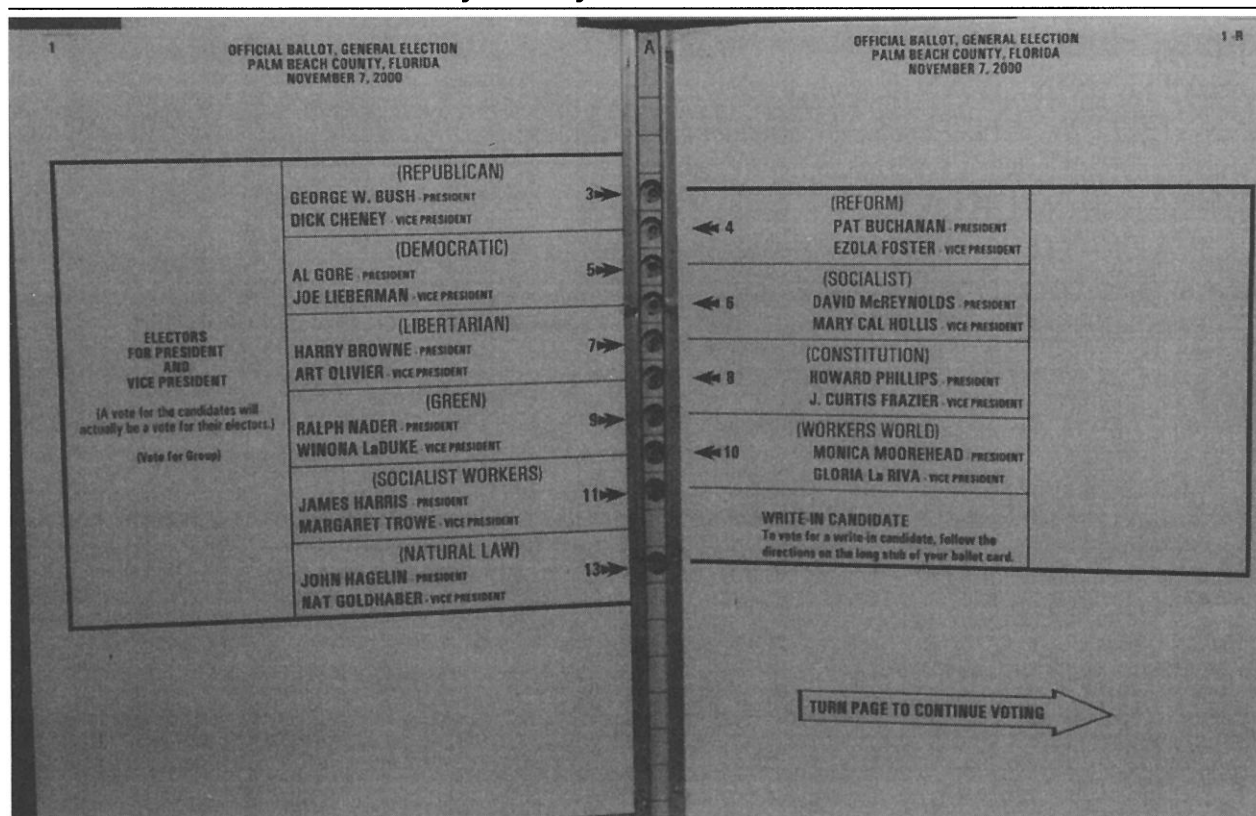 1
OFFICIAL BALLOT, GENERAL ELECTION
PALM BEACH COUNTY, FLORIDA
NOVEMBER 7, 2000
ELECTORS
FOR PRESIDENT
AND
VICE PRESIDENT
(A vote for the candidates will
actually be a vote for their electors.)
(Vote for Group)
(REPUBLICAN)
GEORGE W. BUSH - PRESIDENT
DICK CHENEY - VICE PRESIDENT
3
(DEMOCRATIC)
AL GORE - PRESIDENT
JOE LIEBERMAN - VICE PRESIDENT
5
(LIBERTARIAN)
HARRY BROWNE - PRESIDENT
ART OLIVIER - VICE PRESIDENT
7
(GREEN)
RALPH NADER - PRESIDENT
WINONA LaDUKE - VICE PRESIDENT
9
(SOCIALIST WORKERS)
JAMES HARRIS - PRESIDENT
MARGARET TROWE - VICE PRESIDENT
11
(NATURAL LAW)
JOHN HAGELIN - PRESIDENT
NAT GOLDHABER - VICE PRESIDENT
13
A
OFFICIAL BALLOT, GENERAL ELECTION
PALM BEACH COUNTY, FLORIDA
NOVEMBER 7, 2000
1-R
(REFORM)
4 PAT BUCHANAN - PRESIDENT
EZOLA FOSTER - VICE PRESIDENT
(SOCIALIST)
6 DAVID McREYNOLDS - PRESIDENT
MARY CAL HOLLIS - VICE PRESIDENT
(CONSTITUTION)
8 HOWARD PHILLIPS - PRESIDENT
J. CURTIS FRAZIER - VICE PRESIDENT
(WORKERS WORLD)
10 MONICA MOOREHEAD - PRESIDENT
GLORIA La RIVA - VICE PRESIDENT
WRITE-IN CANDIDATE
To vote for a write-in candidate, follow the
directions on the long stub of your ballot card.
TURN PAGE TO CONTINUE VOTING